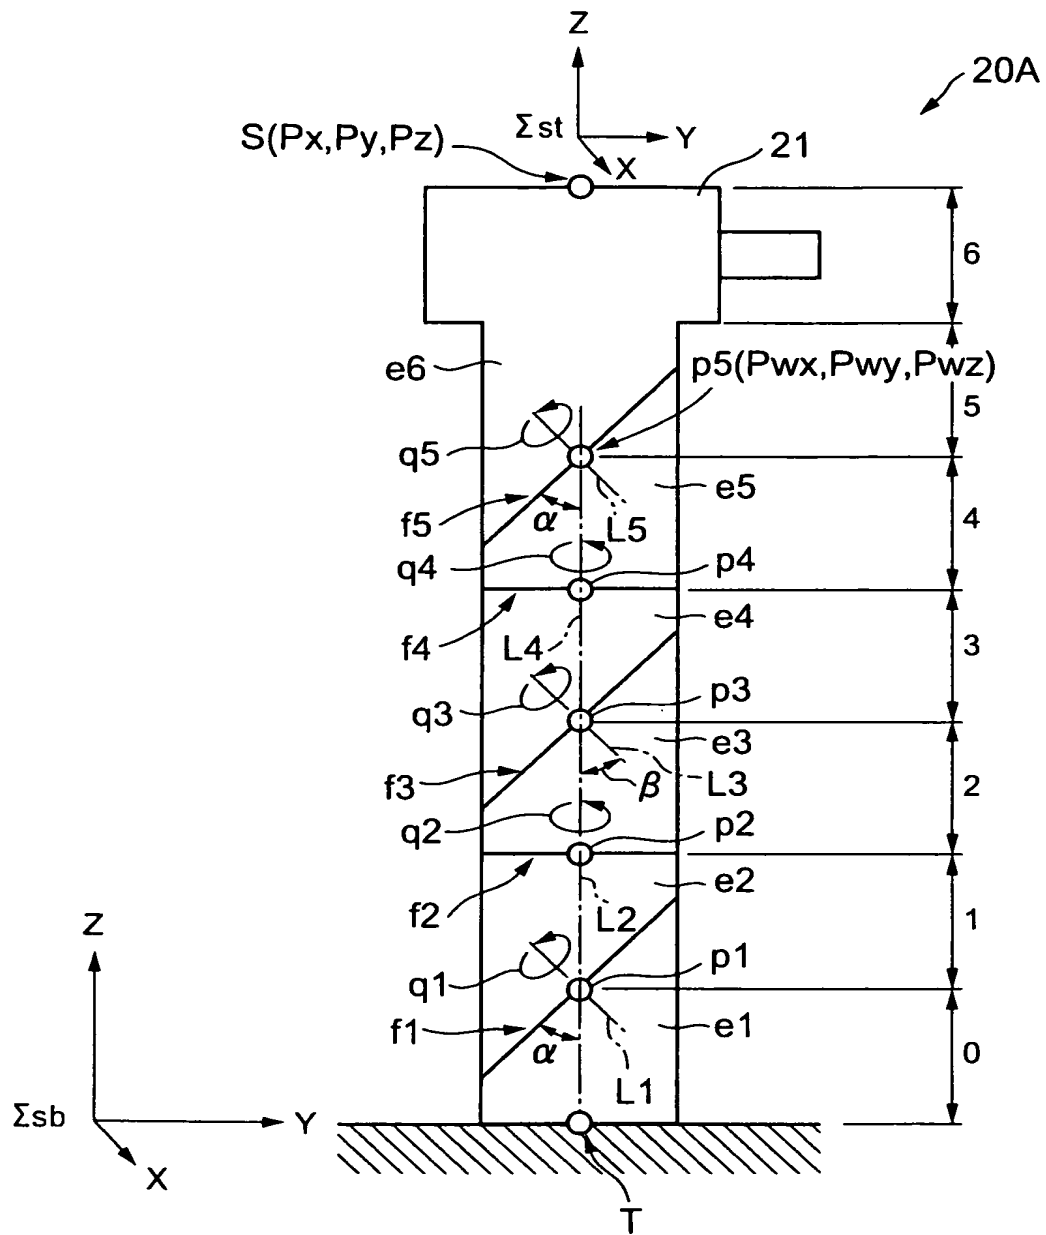 Z
20A
Σst
Y
S(Px,Py,Pz)
X
21
6
e6
p5(Pwx,Pwy,Pwz)
5
q5
e5
f5
α
L5
4
q4
p4
f4
L4
e4
3
q3
p3
e3
f3
β
L3
2
q2
p2
f2
L2
e2
1
Z
q1
p1
f1
α
e1
0
L1
Σsb
Y
X
T